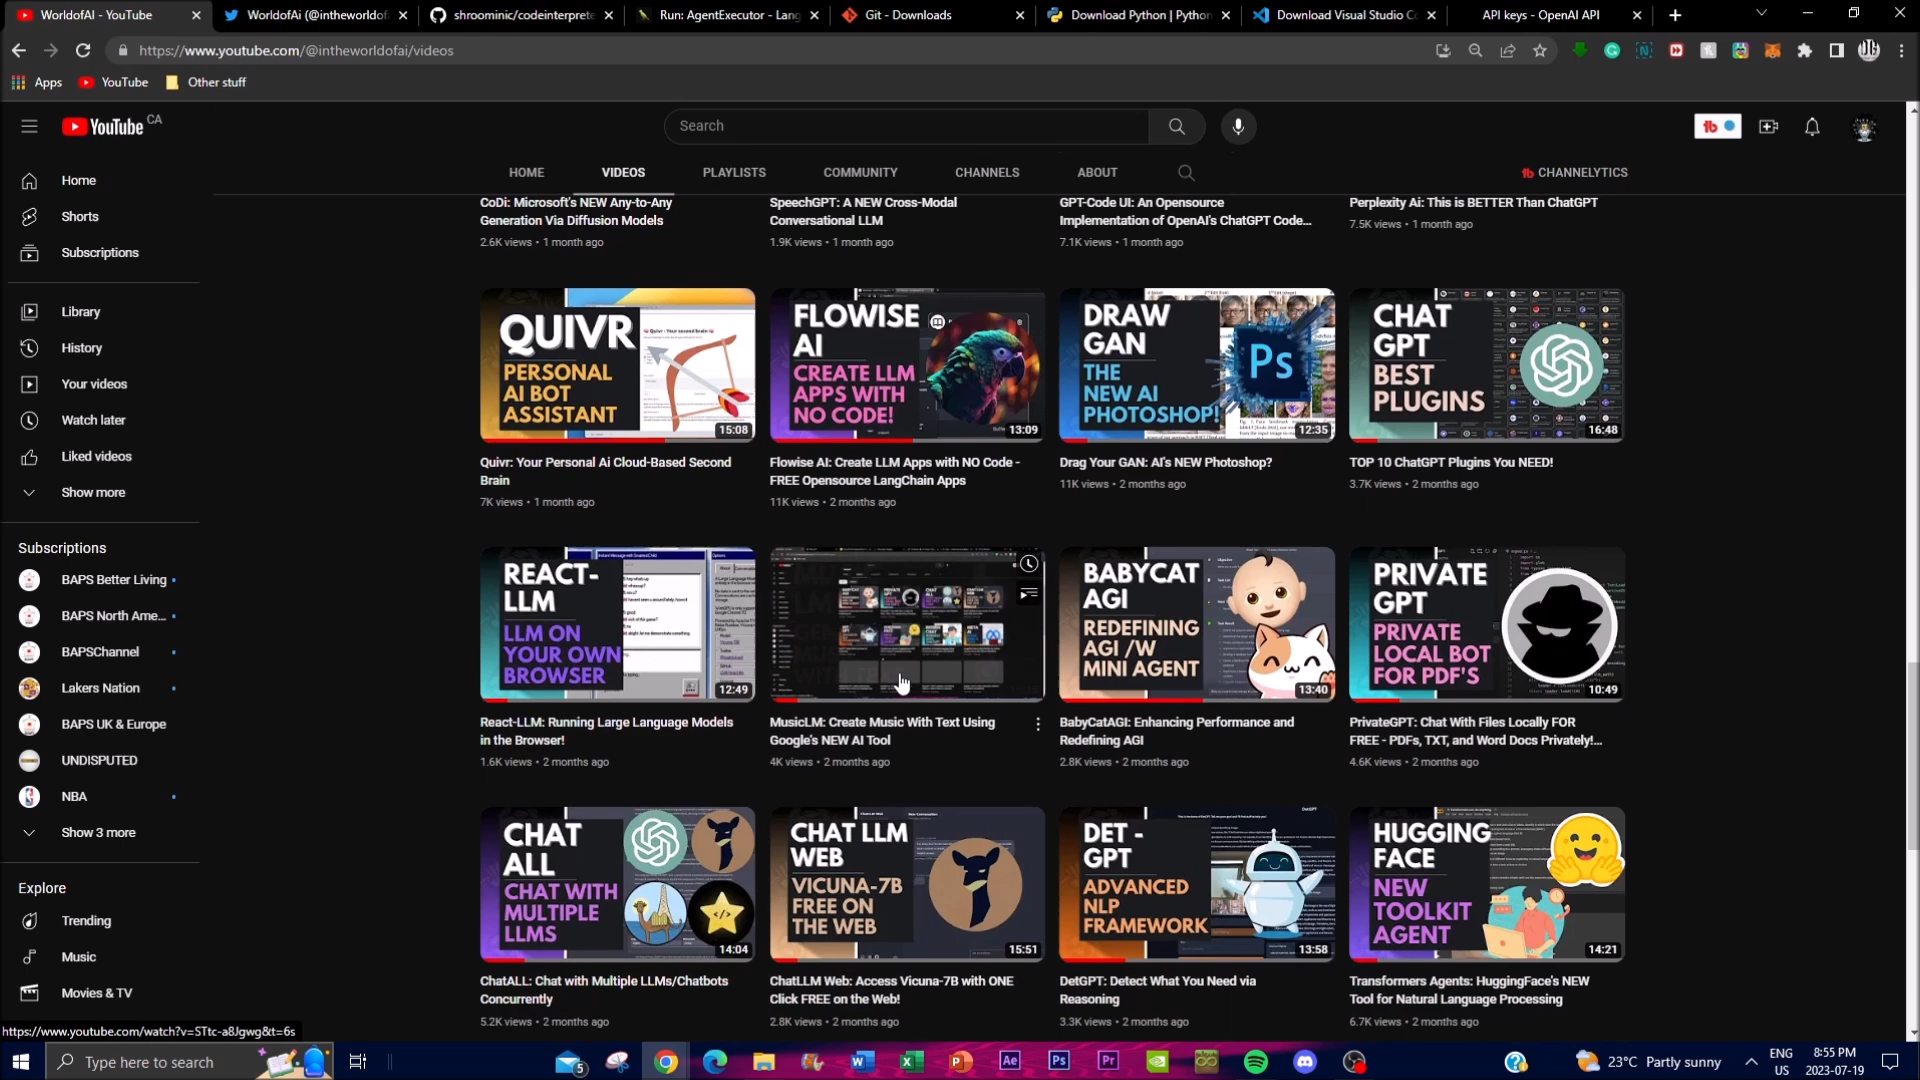 WorldofAI - YouTube
WorldofAi (@intheworldof
shroominic/codeinterprete
Run: AgentExecutor - Lang
Git - Downloads
Download Python | Python
Download Visual Studio Co
API keys - OpenAI API
https://www.youtube.com/@intheworldofai/videos
Apps
YouTube
Other stuff
YouTube CA
Search
HOME
VIDEOS
PLAYLISTS
COMMUNITY
CHANNELS
ABOUT
CHANNELYTICS
Home
Shorts
Subscriptions
Library
History
Your videos
Watch later
Liked videos
Show more
Subscriptions
BAPS Better Living
BAPS North Ame...
BAPSChannel
Lakers Nation
BAPS UK & Europe
UNDISPUTED
NBA
Show 3 more
Explore
Trending
Music
Movies & TV
CoDi: Microsoft's NEW Any-to-Any
Generation Via Diffusion Models
2.6K views • 1 month ago
SpeechGPT: A NEW Cross-Modal
Conversational LLM
1.9K views • 1 month ago
GPT-Code UI: An Opensource
Implementation of OpenAI's ChatGPT Code...
7.1K views • 1 month ago
Perplexity Ai: This is BETTER Than ChatGPT
7.5K views • 1 month ago
QUIVR
PERSONAL
AI BOT
ASSISTANT
15:08
Quivr: Your Personal Ai Cloud-Based Second
Brain
7K views • 1 month ago
FLOWISE
AI
CREATE LLM
APPS WITH
NO CODE!
13:09
Flowise AI: Create LLM Apps with NO Code -
FREE Opensource LangChain Apps
11K views • 2 months ago
DRAW
GAN
THE
NEW AI
PHOTOSHOP!
Ps
12:35
Drag Your GAN: AI's NEW Photoshop?
11K views • 2 months ago
CHAT
GPT
BEST
PLUGINS
16:48
TOP 10 ChatGPT Plugins You NEED!
3.7K views • 2 months ago
REACT-
LLM
LLM ON
YOUR OWN
BROWSER
12:49
React-LLM: Running Large Language Models
in the Browser!
1.6K views • 2 months ago
MusicLM: Create Music With Text Using
Google's NEW AI Tool
4K views • 2 months ago
BABYCAT
AGI
REDEFINING
AGI /W
MINI AGENT
13:40
BabyCatAGI: Enhancing Performance and
Redefining AGI
2.8K views • 2 months ago
PRIVATE
GPT
PRIVATE
LOCAL BOT
FOR PDF'S
10:49
PrivateGPT: Chat With Files Locally FOR
FREE - PDFs, TXT, and Word Docs Privately!...
4.6K views • 2 months ago
CHAT
ALL
CHAT WITH
MULTIPLE
LLMS
14:04
ChatALL: Chat with Multiple LLMs/Chatbots
Concurrently
5.2K views • 2 months ago
CHAT LLM
WEB
VICUNA-7B
FREE ON
THE WEB
15:51
ChatLLM Web: Access Vicuna-7B with ONE
Click FREE on the Web!
2.8K views • 2 months ago
DET -
GPT
ADVANCED
NLP
FRAMEWORK
13:58
DetGPT: Detect What You Need via
Reasoning
3.3K views • 2 months ago
HUGGING
FACE
NEW
TOOLKIT
AGENT
14:21
Transformers Agents: HuggingFace's NEW
Tool for Natural Language Processing
6.7K views • 2 months ago
https://www.youtube.com/watch?v=STtc-a8Jgwg&t=6s
Type here to search
5
Ae
Ps
Pr
23°C Partly sunny
ENG
US
8:55 PM
2023-07-19